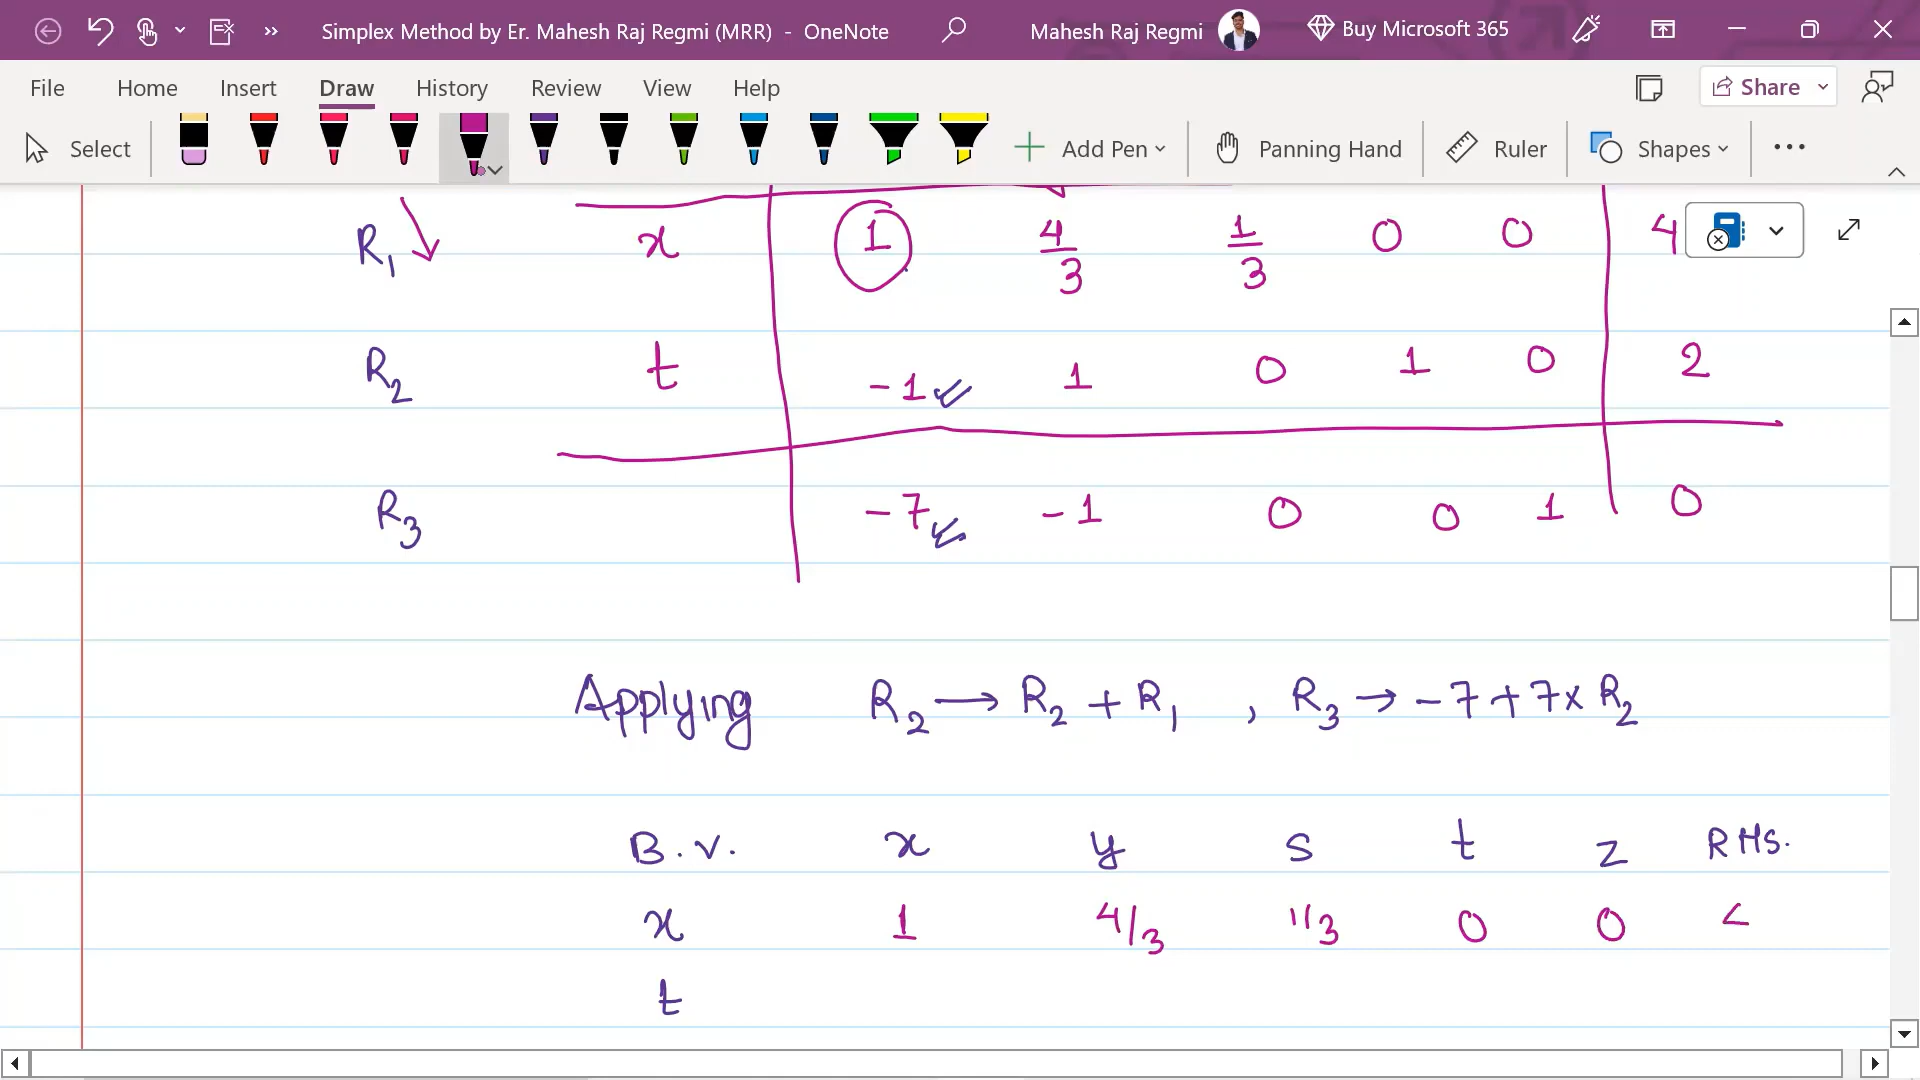 Simplex Method by Er. Mahesh Raj Regmi (MRR) - OneNote
Mahesh Raj Regmi
Buy Microsoft 365
File Home Insert Draw History Review View Help
Share
Select
Add Pen
Panning Hand
Ruler
Shapes
R₁ x 1 4/3 1/3 0 0 4
R₂ t -1 1 0 1 0 2
R₃ -7 -1 0 0 1 0
Applying R₂ → R₂ + R₁ , R₃ → -7 + 7 x R₂
B.V. x y s t z RHS.
x 1 4/3 1/3 0 0
t